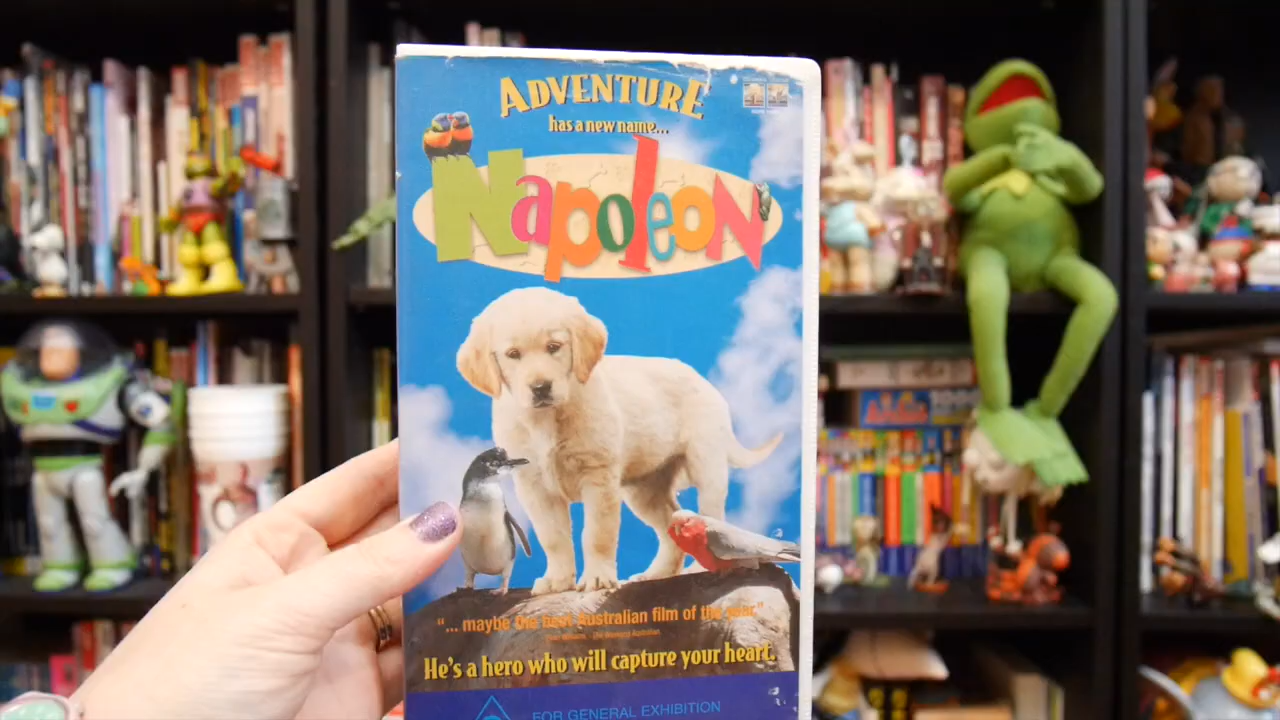 ADVENTURE
has a new name...
Napoleon
"... maybe the best Australian film of the year."
He's a hero who will capture your heart.
FOR GENERAL EXHIBITION